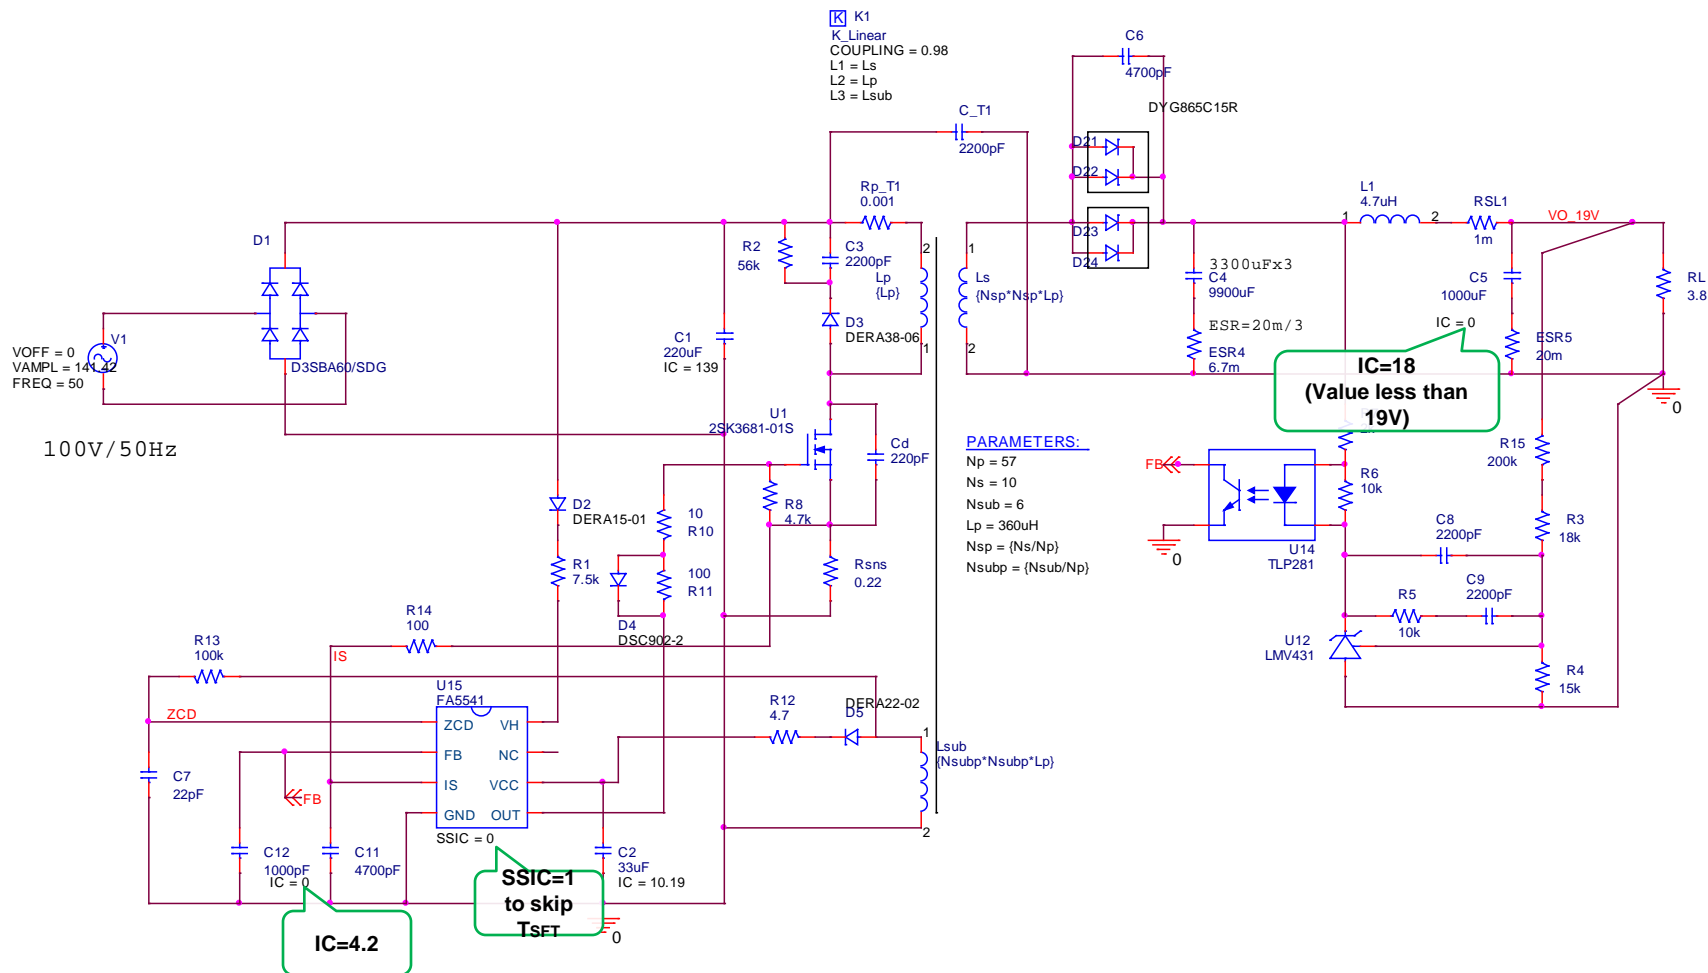 K K1
K_Linear
COUPLING = 0.98
L1 = Ls
L2 = Lp
L3 = Lsub
C6
4700pF
DYG865C15R
C_T1
2200pF
D21
D22
D23
D24
Rp_T1
0.001
L1
4.7uH
1
2
RSL1
1m
VO_19V
D1
D3SBA60/SDG
R2
56k
C3
2200pF
Lp
{Lp}
2
1
Ls
{Nsp*Nsp*Lp}
1
2
3300uFx3
C4
9900uF
ESR=20m/3
ESR4
6.7m
C5
1000uF
IC = 0
ESR5
20m
RL
3.8
0
V1
VOFF = 0
VAMPL = 141.42
FREQ = 50
100V/50Hz
C1
220uF
IC = 139
D3
DERA38-06
U1
2SK3681-01S
Cd
220pF
IC=18
(Value less than
19V)
PARAMETERS:
Np = 57
Ns = 10
Nsub = 6
Lp = 360uH
Nsp = {Ns/Np}
Nsubp = {Nsub/Np}
FB
0
U14
TLP281
R6
10k
R15
200k
R3
18k
C8
2200pF
R5
10k
C9
2200pF
U12
LMV431
R4
15k
D2
DERA15-01
R1
7.5k
10
R10
100
R11
D4
DSC902-2
R8
4.7k
Rsns
0.22
R14
100
R13
100k
IS
ZCD
U15
FA5541
ZCD
VH
FB
NC
IS
VCC
GND
OUT
SSIC = 0
R12
4.7
DERA22-02
D5
Lsub
{Nsubp*Nsubp*Lp}
1
2
C7
22pF
FB
C12
1000pF
IC = 0
C11
4700pF
C2
33uF
IC = 10.19
0
SSIC=1
to skip
TSFT
IC=4.2